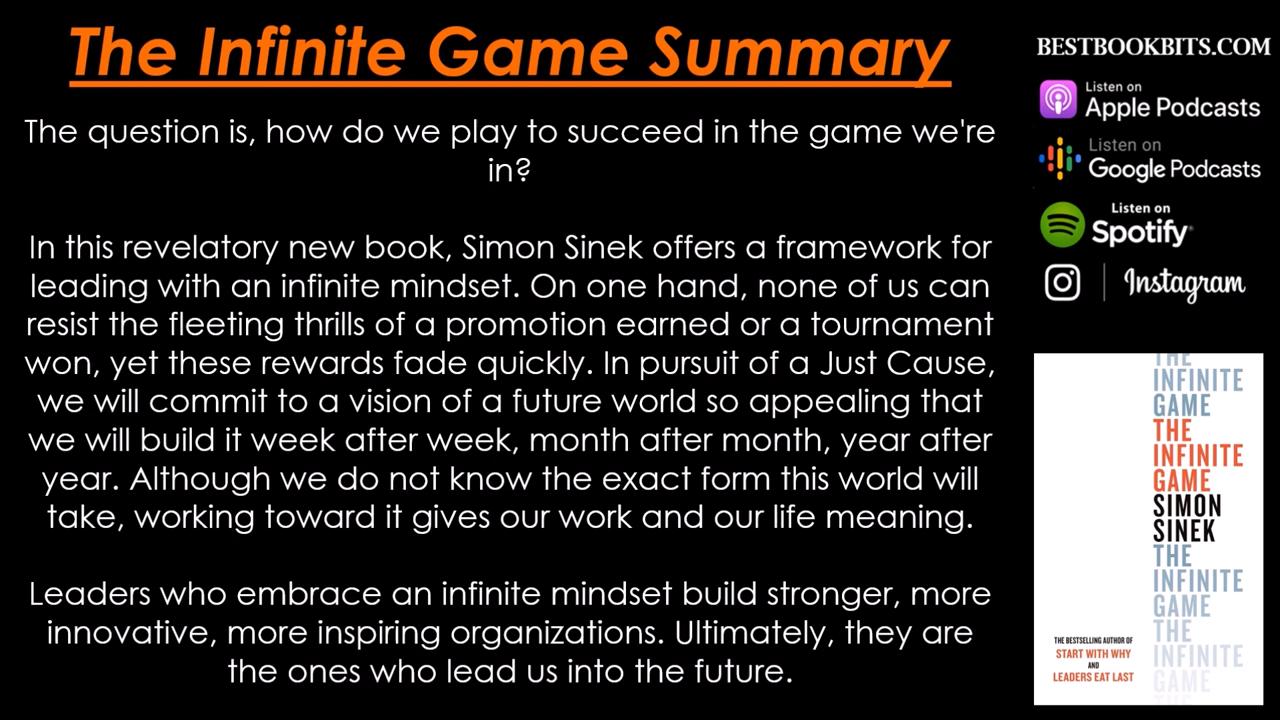 The Infinite Game Summary
The question is, how do we play to succeed in the game we're
in?
In this revelatory new book, Simon Sinek offers a framework for
leading with an infinite mindset. On one hand, none of us can
resist the fleeting thrills of a promotion earned or a tournament
won, yet these rewards fade quickly. In pursuit of a Just Cause,
we will commit to a vision of a future world so appealing that
we will build it week after week, month after month, year after
year. Although we do not know the exact form this world will
take, working toward it gives our work and our life meaning.
Leaders who embrace an infinite mindset build stronger, more
innovative, more inspiring organizations. Ultimately, they are
the ones who lead us into the future.
BESTBOOKBITS.COM
Listen on
Apple Podcasts
Listen on
Google Podcasts
Listen on
Spotify
Instagram
THE
INFINITE
GAME
THE
INFINITE
GAME
SIMON
SINEK
THE
INFINITE
GAME
THE
INFINITE
GAME
THE BESTSELLING AUTHOR OF
START WITH WHY
AND
LEADERS EAT LAST